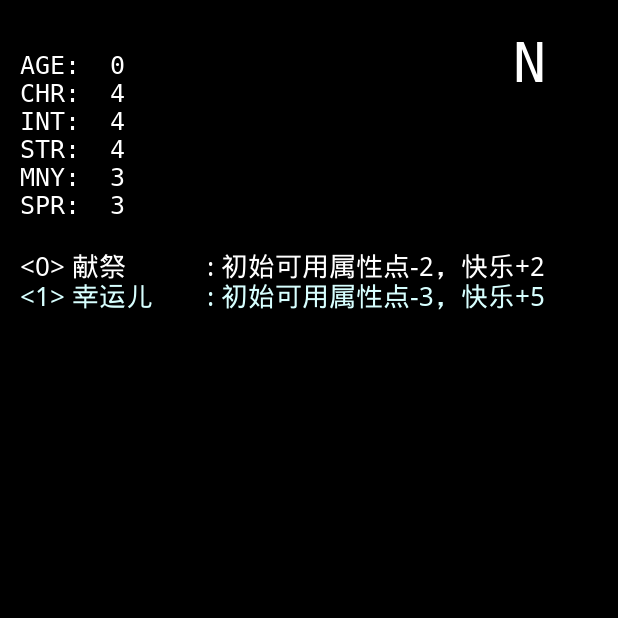 N
AGE: 0
CHR: 4
INT: 4
STR: 4
MNY: 3
SPR: 3
<0> 献祭 : 初始可用属性点-2，快乐+2
<1> 幸运儿 : 初始可用属性点-3，快乐+5